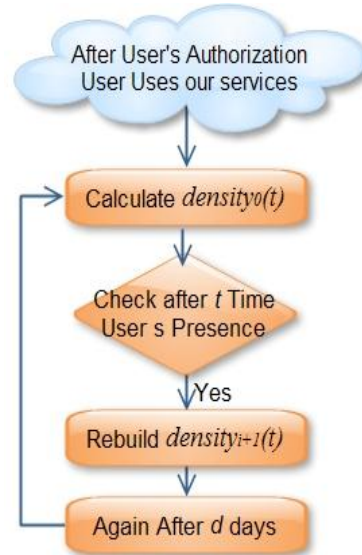 After User's Authorization
User Uses our services
Calculate density₀(t)
Check after t Time
User s Presence
Yes
Rebuild densityᵢ₊₁(t)
Again After d days